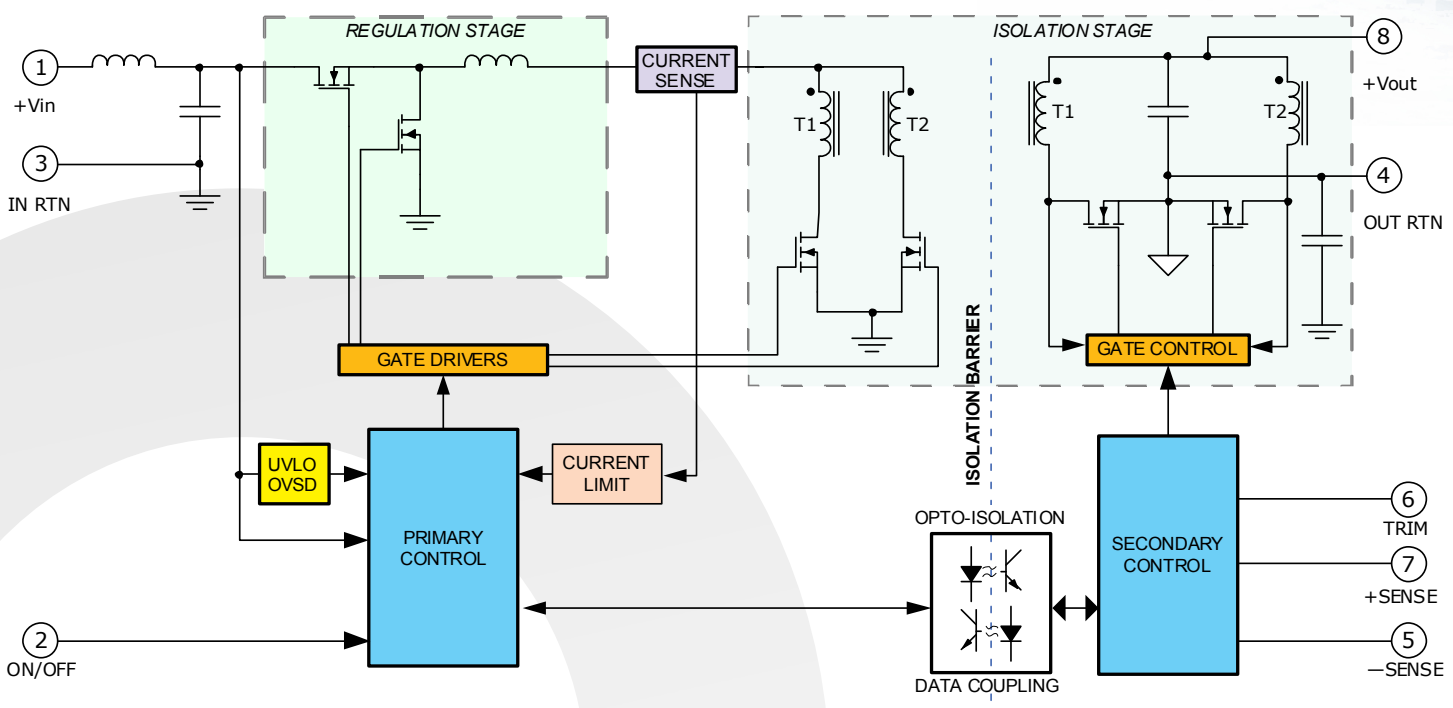 REGULATION STAGE
ISOLATION STAGE
1
+Vin
CURRENT
SENSE
8
+Vout
T1
T2
T1
T2
3
IN RTN
4
OUT RTN
GATE DRIVERS
GATE CONTROL
ISOLATION BARRIER
UVLO
OVSD
CURRENT
LIMIT
PRIMARY
CONTROL
OPTO-ISOLATION
DATA COUPLING
SECONDARY
CONTROL
6
TRIM
7
+SENSE
5
—SENSE
2
ON/OFF